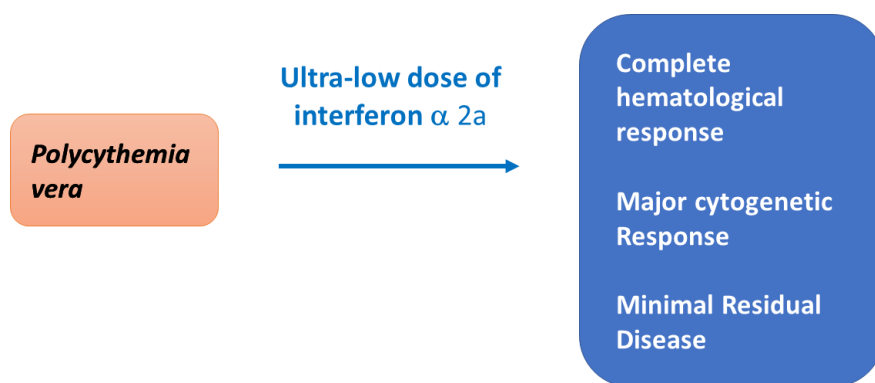 Polycythemia
vera
Ultra-low dose of
interferon α 2a
Complete
hematological
response
Major cytogenetic
Response
Minimal Residual
Disease